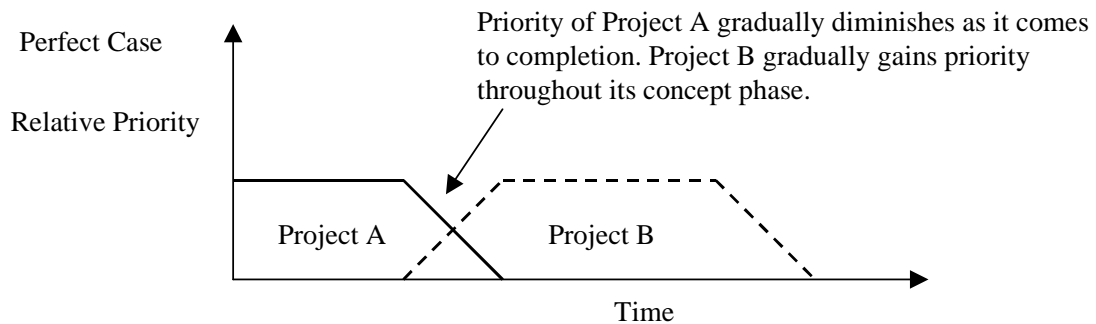 Perfect Case
Priority of Project A gradually diminishes as it comes
to completion. Project B gradually gains priority
throughout its concept phase.
Relative Priority
Project A
Project B
Time